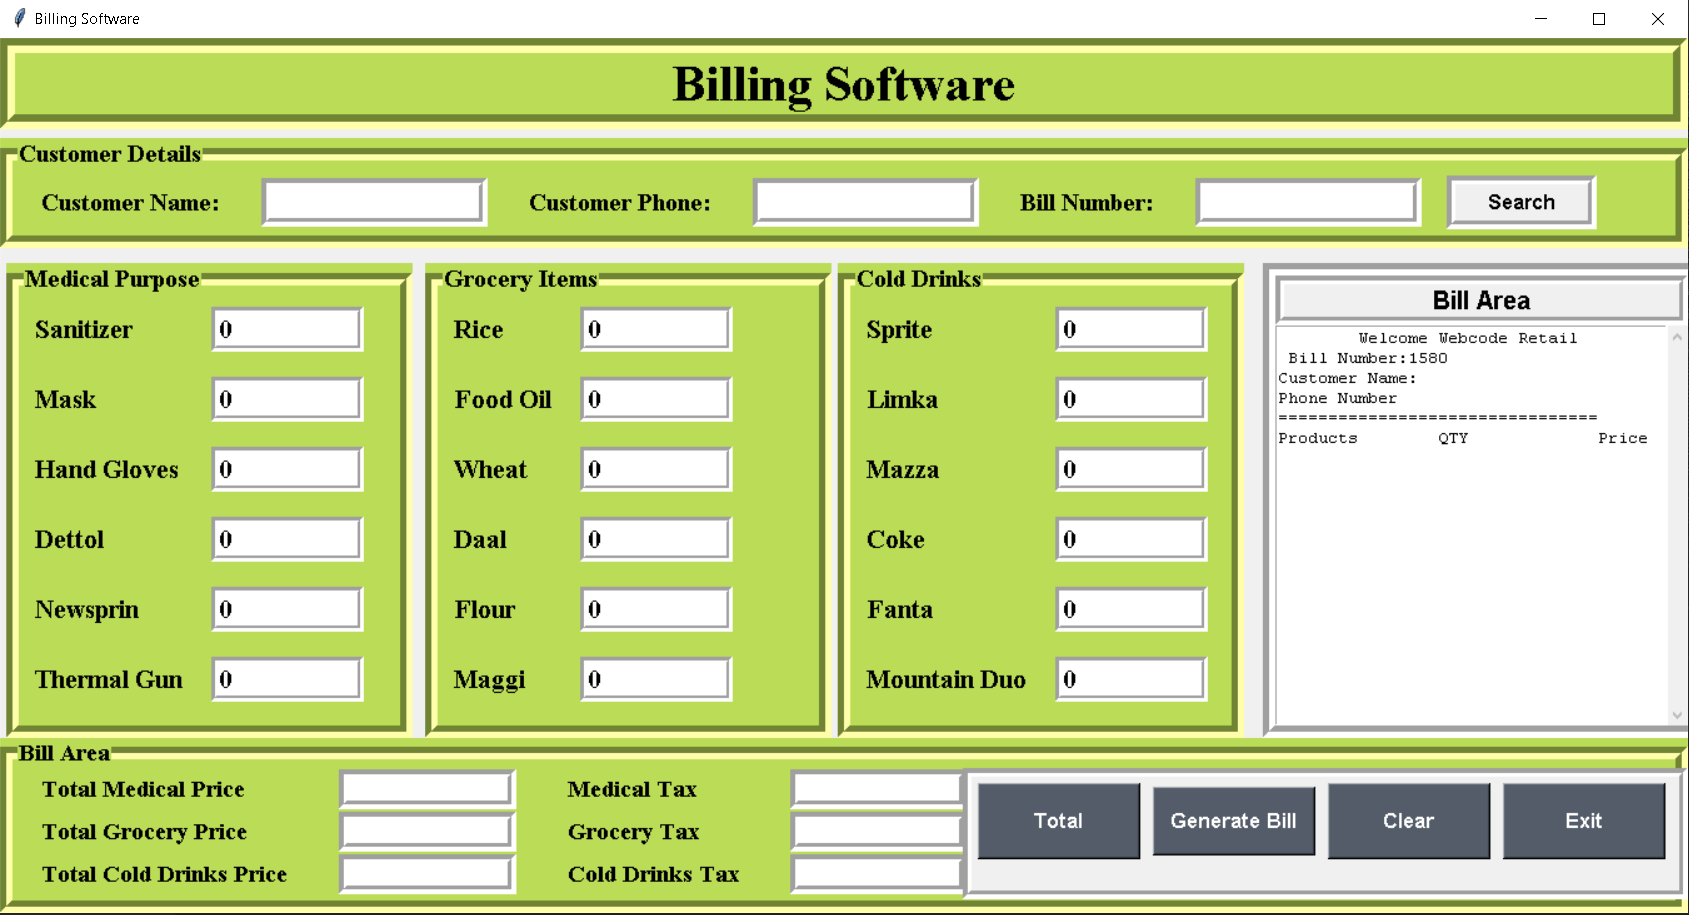 Billing Software
Billing Software
Customer Details
Customer Name: Customer Phone: Bill Number: Search
Medical Purpose
Sanitizer 0
Mask 0
Hand Gloves 0
Dettol 0
Newsprin 0
Thermal Gun 0
Grocery Items
Rice 0
Food Oil 0
Wheat 0
Daal 0
Flour 0
Maggi 0
Cold Drinks
Sprite 0
Limka 0
Mazza 0
Coke 0
Fanta 0
Mountain Duo 0
Bill Area
Welcome Webcode Retail
Bill Number:1580
Customer Name:
Phone Number
================================
Products QTY Price
Bill Area
Total Medical Price Medical Tax
Total Grocery Price Grocery Tax
Total Cold Drinks Price Cold Drinks Tax
Total Generate Bill Clear Exit